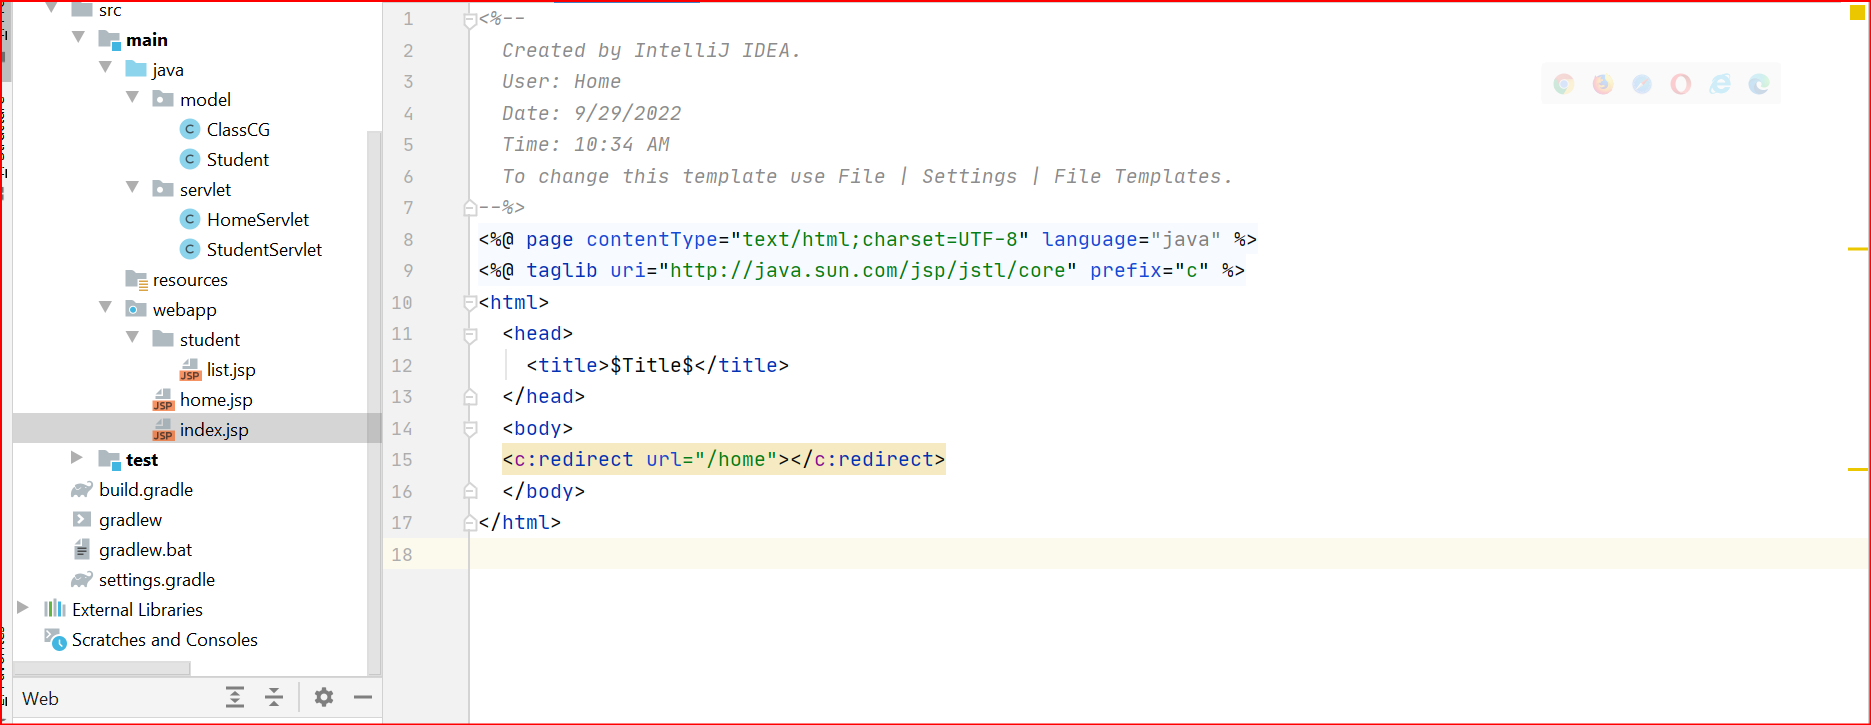 src
main
java
model
ClassCG
Student
servlet
HomeServlet
StudentServlet
resources
webapp
student
list.jsp
home.jsp
index.jsp
test
build.gradle
gradlew
gradlew.bat
settings.gradle
External Libraries
Scratches and Consoles
Web
1 <%--
2 Created by IntelliJ IDEA.
3 User: Home
4 Date: 9/29/2022
5 Time: 10:34 AM
6 To change this template use File | Settings | File Templates.
7 --%>
8 <%@ page contentType="text/html;charset=UTF-8" language="java" %>
9 <%@ taglib uri="http://java.sun.com/jsp/jstl/core" prefix="c" %>
10 <html>
11 <head>
12 <title>$Title$</title>
13 </head>
14 <body>
15 <c:redirect url="/home"></c:redirect>
16 </body>
17 </html>
18